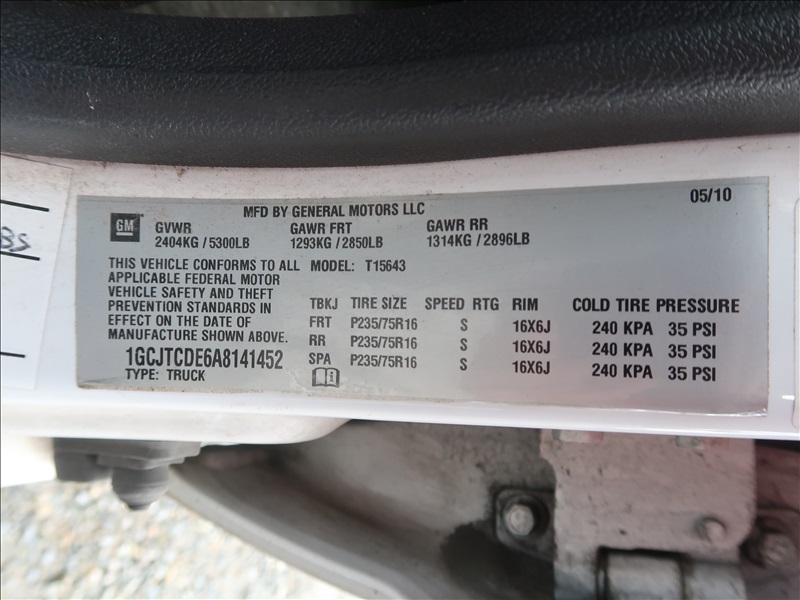 05/10
MFD BY GENERAL MOTORS LLC
GM
GVWR GAWR FRT GAWR RR
2404KG / 5300LB 1293KG / 2850LB 1314KG / 2896LB
THIS VEHICLE CONFORMS TO ALL MODEL: T15643
APPLICABLE FEDERAL MOTOR
VEHICLE SAFETY AND THEFT
PREVENTION STANDARDS IN
EFFECT ON THE DATE OF
MANUFACTURE SHOWN ABOVE.
1GCJTCDE6A8141452
TYPE: TRUCK
TBKJ TIRE SIZE SPEED RTG RIM COLD TIRE PRESSURE
FRT P235/75R16 S 16X6J 240 KPA 35 PSI
RR P235/75R16 S 16X6J 240 KPA 35 PSI
SPA P235/75R16 S 16X6J 240 KPA 35 PSI